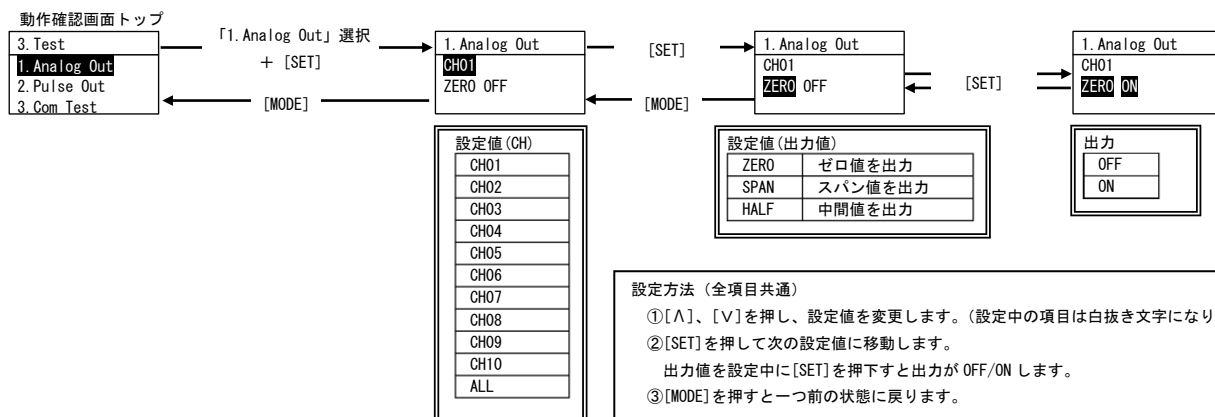 動作確認画面トップ
3. Test
1. Analog Out
2. Pulse Out
3. Com Test
「1. Analog Out」選択
＋ [SET]
[MODE]
1. Analog Out
CH01
ZERO OFF
[SET]
[MODE]
1. Analog Out
CH01
ZERO OFF
[SET]
1. Analog Out
CH01
ZERO ON
設定値(CH)
CH01
CH02
CH03
CH04
CH05
CH06
CH07
CH08
CH09
CH10
ALL
設定値(出力値)
ZERO ゼロ値を出力
SPAN スパン値を出力
HALF 中間値を出力
出力
OFF
ON
設定方法（全項目共通）
①[∧]、[∨]を押し、設定値を変更します。(設定中の項目は白抜き文字になり
②[SET]を押して次の設定値に移動します。
出力値を設定中に[SET]を押下すと出力が OFF/ON します。
③[MODE]を押すと一つ前の状態に戻ります。